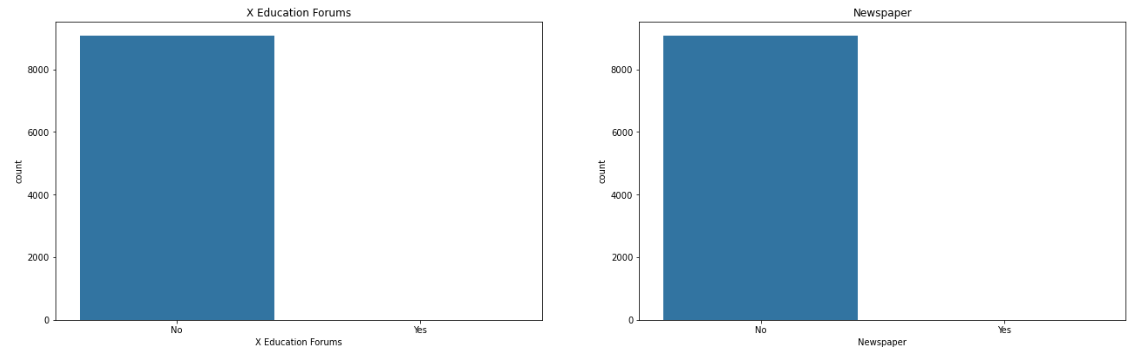 X Education Forums
8000
6000
4000
2000
0
count
No
Yes
X Education Forums
Newspaper
8000
6000
4000
2000
0
count
No
Yes
Newspaper